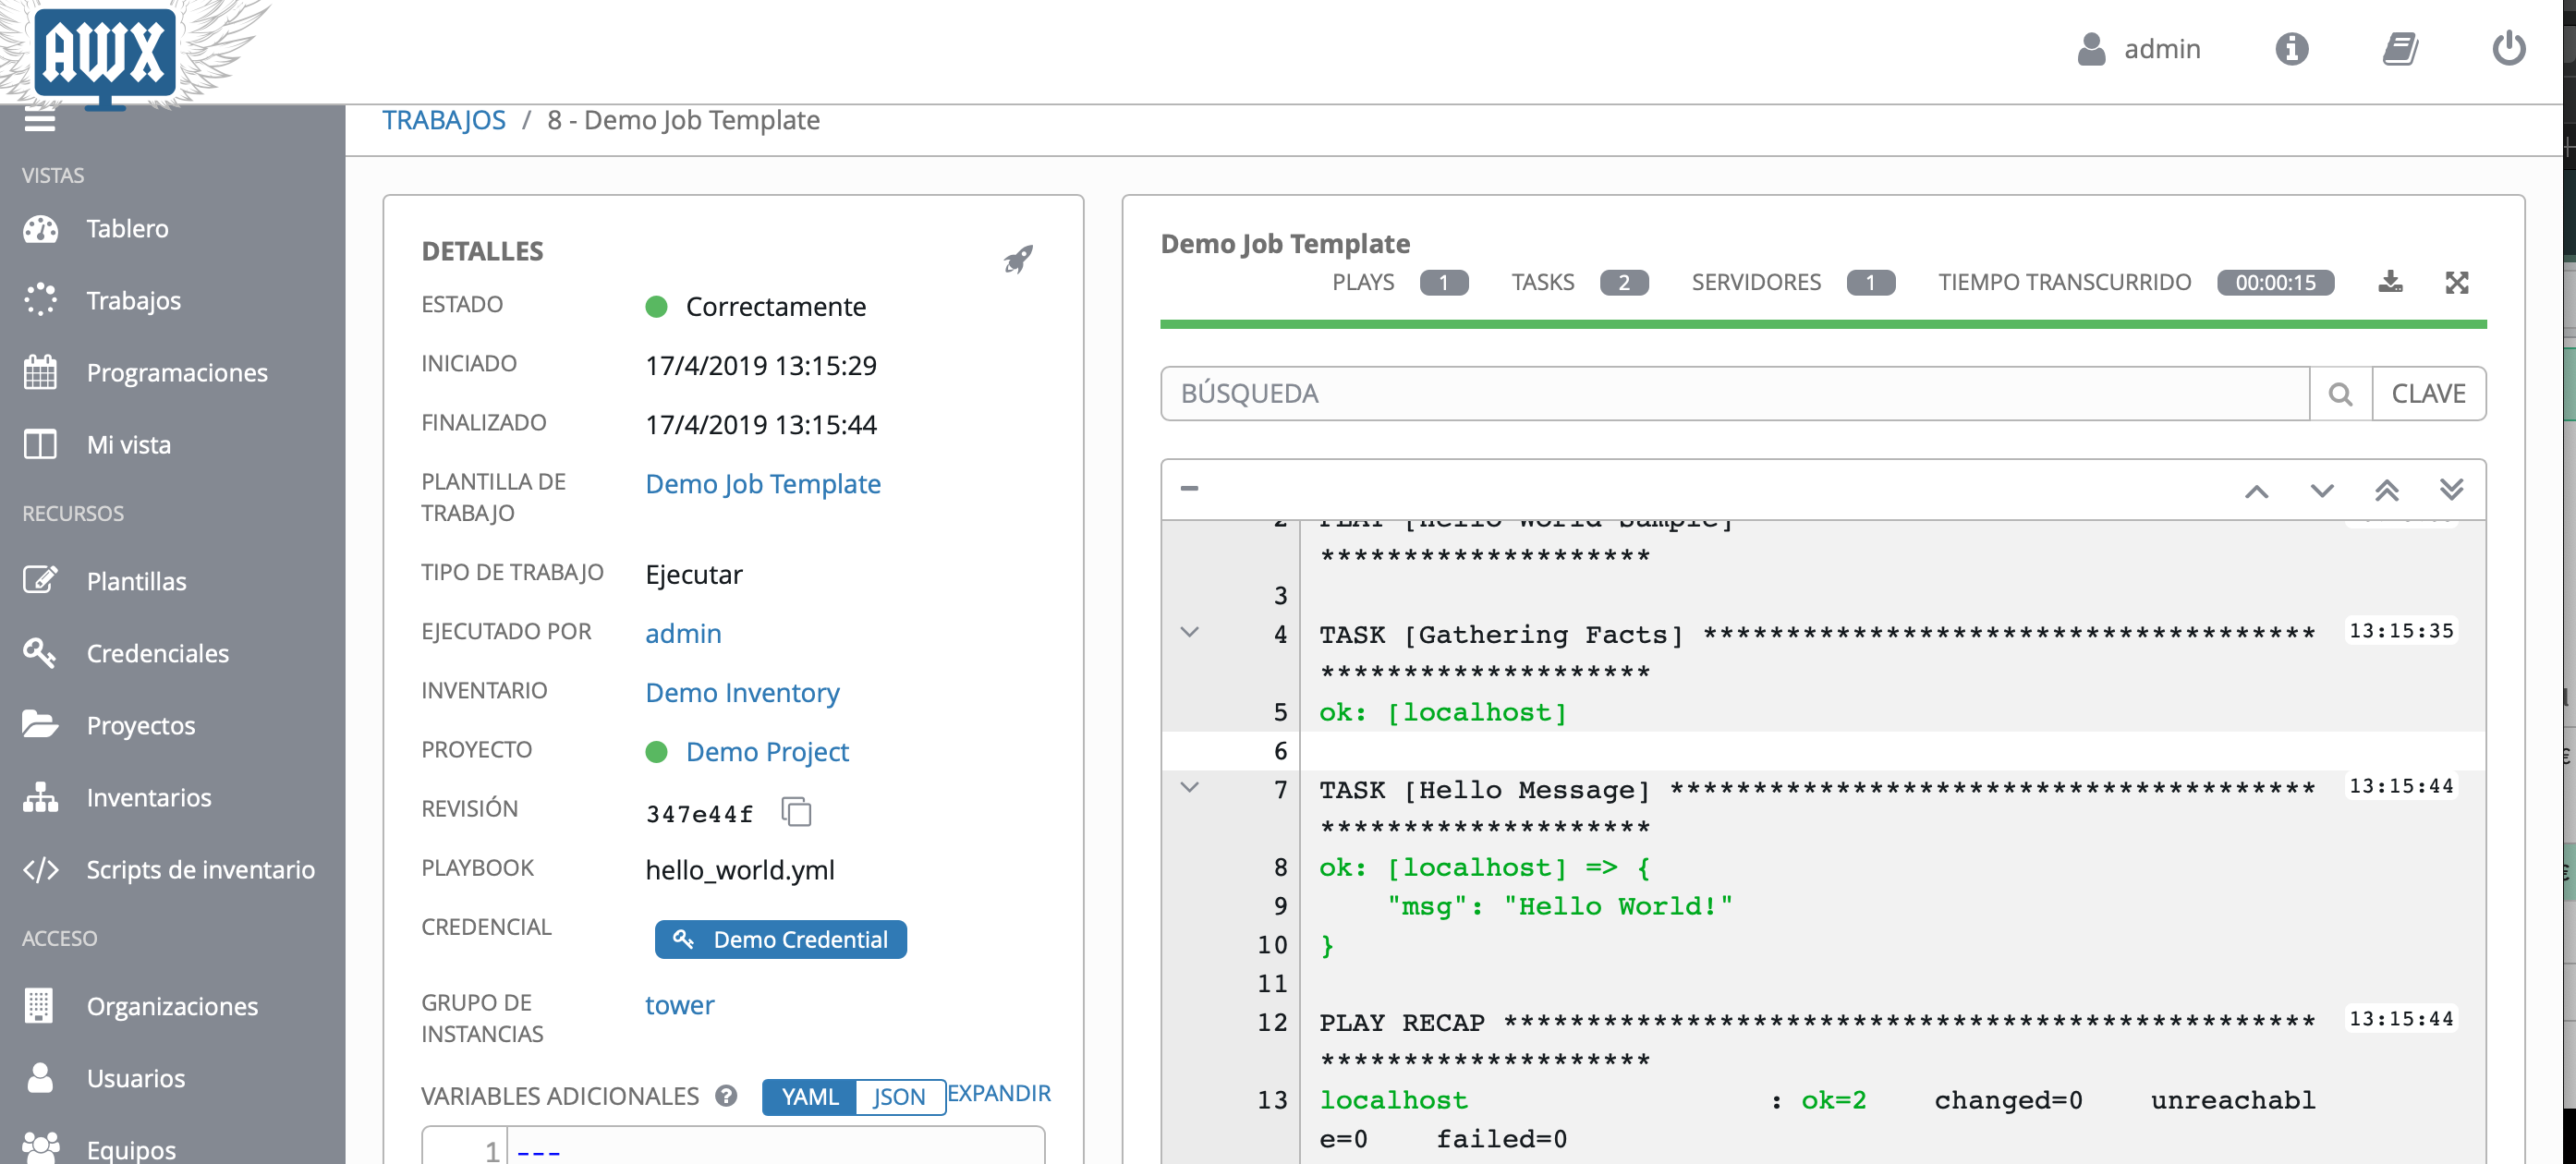 AWX
admin
TRABAJOS / 8 - Demo Job Template
VISTAS
Tablero
Trabajos
Programaciones
Mi vista
RECURSOS
Plantillas
Credenciales
Proyectos
Inventarios
Scripts de inventario
ACCESO
Organizaciones
Usuarios
Equipos
DETALLES
ESTADO Correctamente
INICIADO 17/4/2019 13:15:29
FINALIZADO 17/4/2019 13:15:44
PLANTILLA DE TRABAJO Demo Job Template
TIPO DE TRABAJO Ejecutar
EJECUTADO POR admin
INVENTARIO Demo Inventory
PROYECTO Demo Project
REVISIÓN 347e44f
PLAYBOOK hello_world.yml
CREDENCIAL Demo Credential
GRUPO DE INSTANCIAS tower
VARIABLES ADICIONALES YAML JSON EXPANDIR
1 ---
Demo Job Template
PLAYS 1 TASKS 2 SERVIDORES 1 TIEMPO TRANSCURRIDO 00:00:15
BÚSQUEDA CLAVE
2 PLAY [Hello World Sample]
********************
3
4 TASK [Gathering Facts] ************************************* 13:15:35
********************
5 ok: [localhost]
6
7 TASK [Hello Message] *************************************** 13:15:44
********************
8 ok: [localhost] => {
9 "msg": "Hello World!"
10 }
11
12 PLAY RECAP ************************************************* 13:15:44
********************
13 localhost : ok=2 changed=0 unreachabl
e=0 failed=0